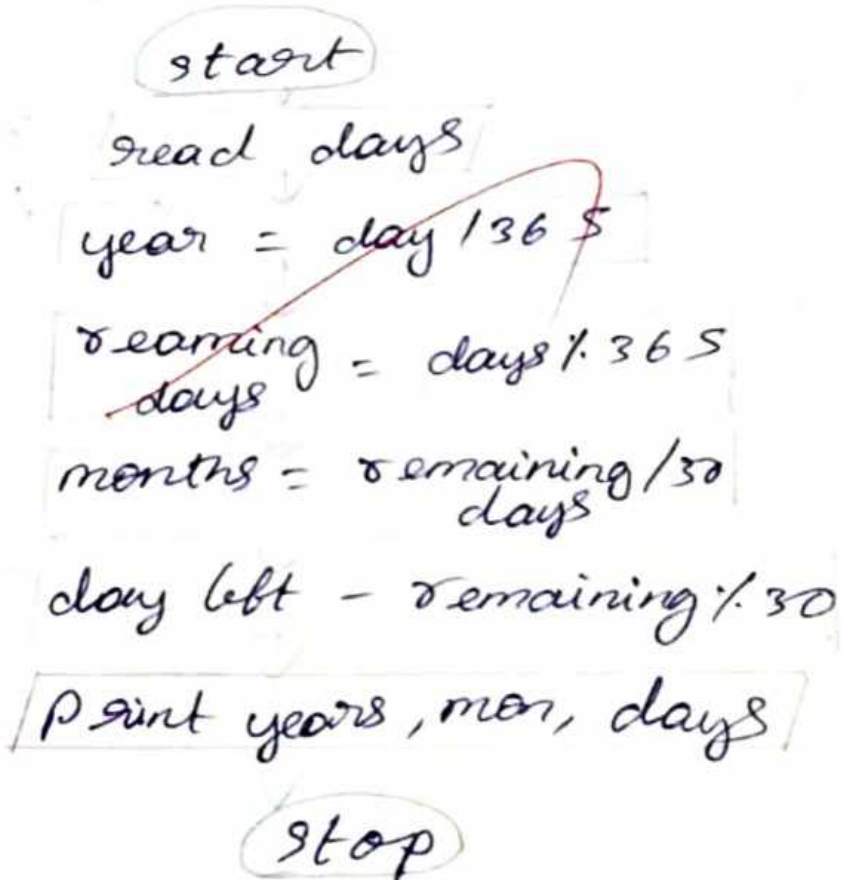 start
read days
year = day / 365
reaming days = days % 365
months = remaining days / 30
day left - remaining % 30
Print years, mon, days
stop